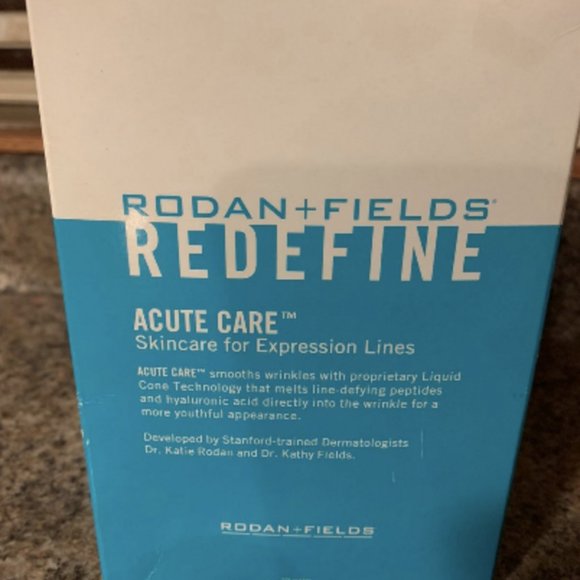 RODAN+FIELDS®
REDEFINE
ACUTE CARE™
Skincare for Expression Lines
ACUTE CARE™ smooths wrinkles with proprietary Liquid
Cone Technology that melts line-defying peptides
and hyaluronic acid directly into the wrinkle for a
more youthful appearance.
Developed by Stanford-trained Dermatologists
Dr. Katie Rodan and Dr. Kathy Fields.
RODAN+FIELDS